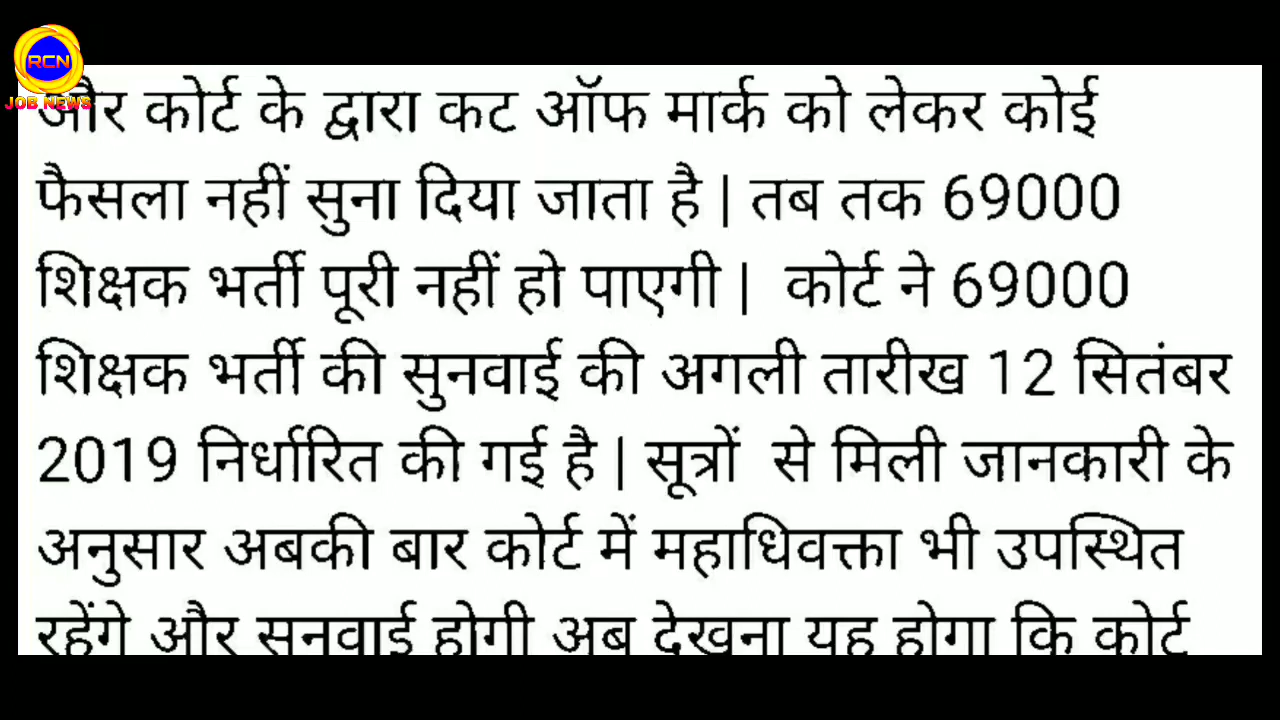 RCN
JOB NEWS
और कोर्ट के द्वारा कट ऑफ मार्क को लेकर कोई
फैसला नहीं सुना दिया जाता है | तब तक 69000
शिक्षक भर्ती पूरी नहीं हो पाएगी | कोर्ट ने 69000
शिक्षक भर्ती की सुनवाई की अगली तारीख 12 सितंबर
2019 निर्धारित की गई है | सूत्रों से मिली जानकारी के
अनुसार अबकी बार कोर्ट में महाधिवक्ता भी उपस्थित
रहेंगे और सुनवाई होगी अब देखना यह होगा कि कोर्ट